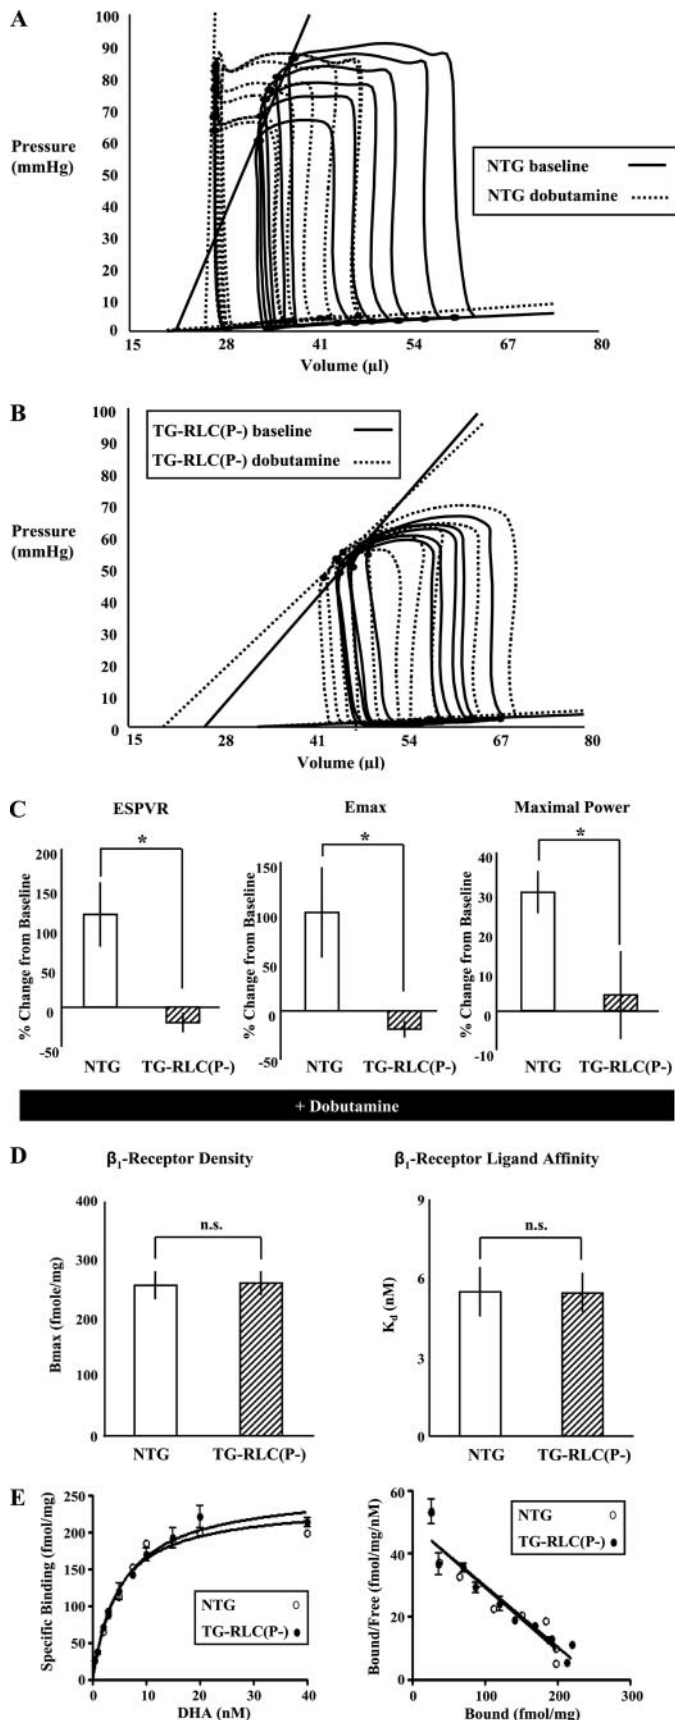 A
100
90
80
70
60
50
40
30
20
10
0
Pressure
(mmHg)
NTG baseline
NTG dobutamine
15 28 41 54 67 80
Volume (µl)
B
100
90
80
70
60
50
40
30
20
10
0
Pressure
(mmHg)
TG-RLC(P-) baseline
TG-RLC(P-) dobutamine
15 28 41 54 67 80
Volume (µl)
C
ESPVR Emax Maximal Power
% Change from Baseline
200
150
100
50
0
-50
*
NTG TG-RLC(P-)
% Change from Baseline
150
100
50
0
-50
*
NTG TG-RLC(P-)
% Change from Baseline
40
30
20
10
0
-10
*
NTG TG-RLC(P-)
+ Dobutamine
D
β1-Receptor Density
Bmax (fmole/mg)
400
300
200
100
0
n.s.
NTG TG-RLC(P-)
β1-Receptor Ligand Affinity
Kd (nM)
9
6
3
0
n.s.
NTG TG-RLC(P-)
E
Specific Binding (fmol/mg)
250
200
150
100
50
0
NTG
TG-RLC(P-)
0 10 20 30 40
DHA (nM)
Bound/Free (fmol/mg/nM)
60
40
20
0
NTG
TG-RLC(P-)
0 100 200 300
Bound (fmol/mg)